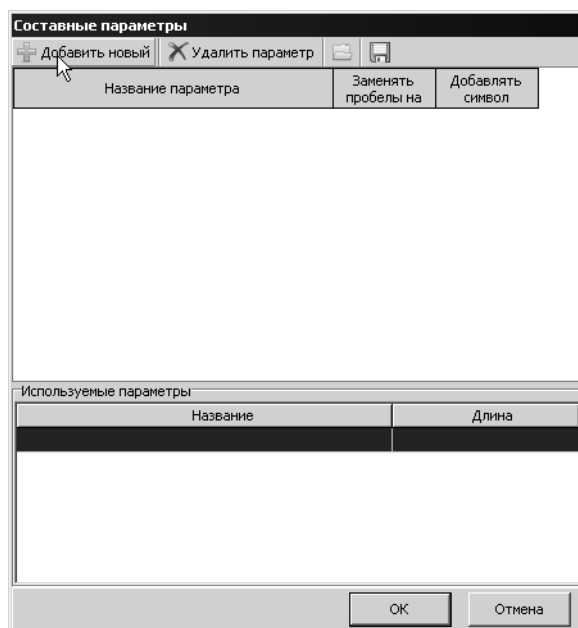 Составные параметры
Добавить новый Удалить параметр
Название параметра Заменять пробелы на Добавлять символ
Используемые параметры
Название Длина
OK Отмена